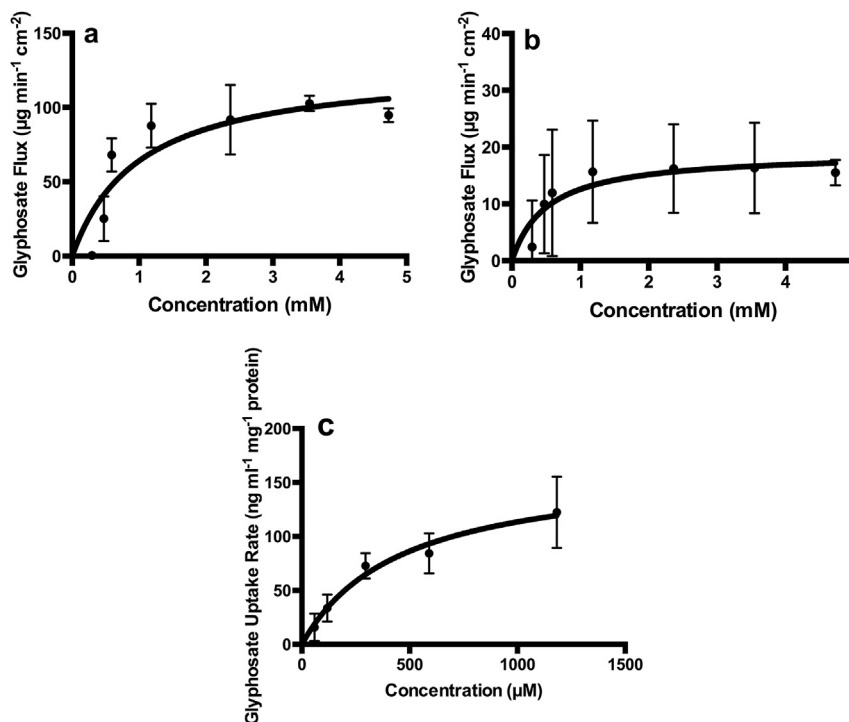 a
Glyphosate Flux (µg min⁻¹ cm⁻²)
150
100
50
0
0 1 2 3 4 5
Concentration (mM)
b
Glyphosate Flux (µg min⁻¹ cm⁻²)
40
30
20
10
0
0 1 2 3 4
Concentration (mM)
c
Glyphosate Uptake Rate (ng ml⁻¹ mg⁻¹ protein)
200
150
100
50
0
0 500 1000 1500
Concentration (µM)